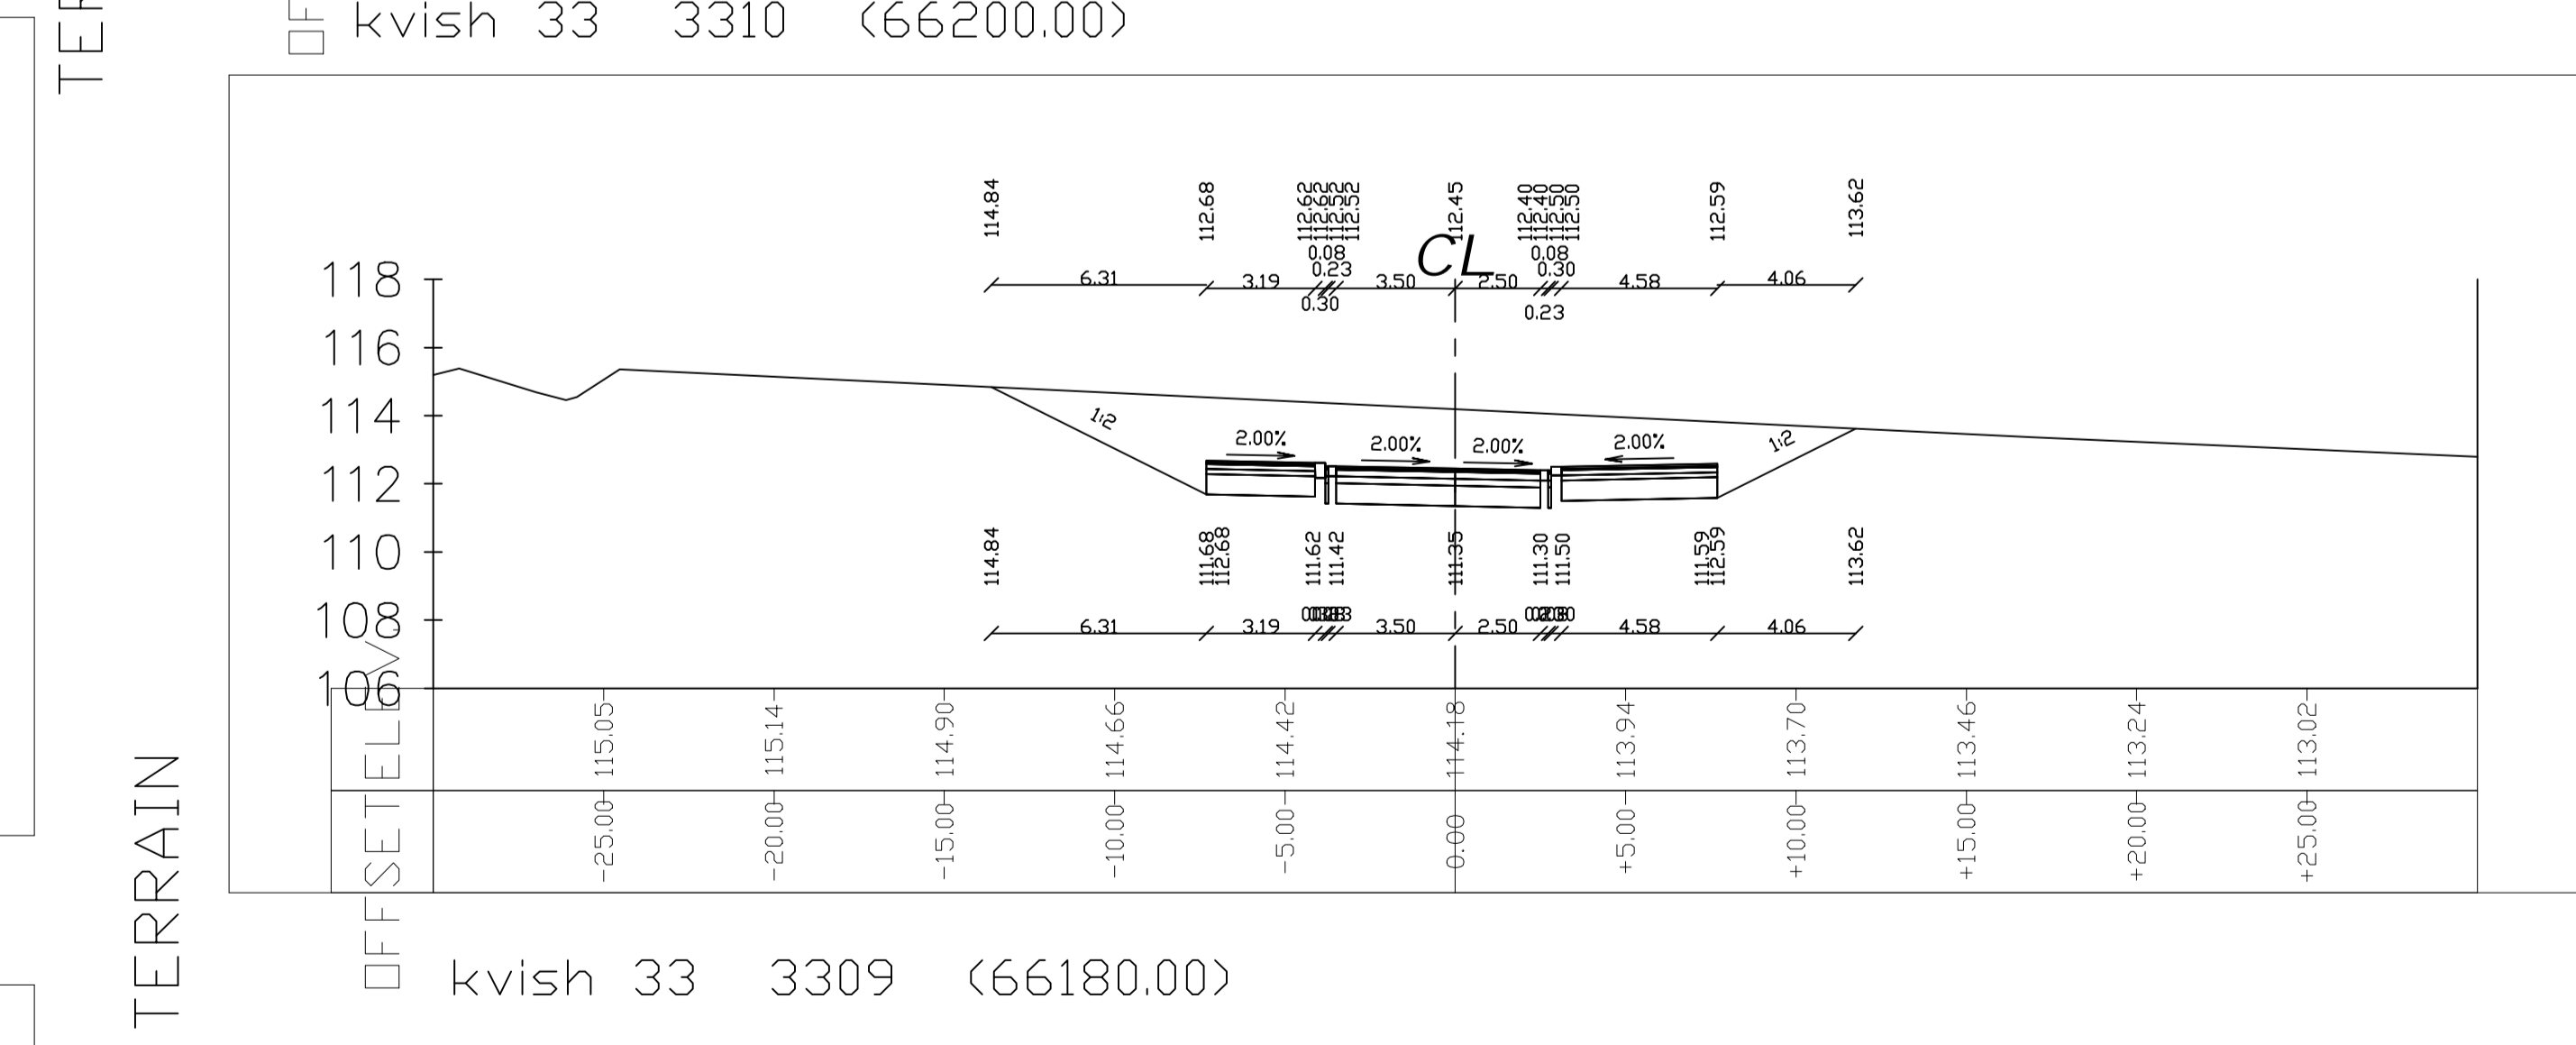 kvish 33 3310 (66200.00)
114.84 112.68 112.62 112.62 112.52 112.52 112.45 112.40 112.40 112.50 112.50 112.59 113.62
0.08 0.08
0.23 CL 0.30
6.31 3.19 3.50 2.50 4.58 4.06
0.30 0.23
118
116
114
112
110
108
106
1:2 2.00% 2.00% 2.00% 2.00% 1:2
114.84 111.68 112.68 111.62 111.42 111.35 111.30 111.50 111.59 112.59 113.62
6.31 3.19 3.50 2.50 4.58 4.06
TERRAIN
ELEV 115.05 115.14 114.90 114.66 114.42 114.18 113.94 113.70 113.46 113.24 113.02
OFFSET -25.00 -20.00 -15.00 -10.00 -5.00 0.00 +5.00 +10.00 +15.00 +20.00 +25.00
kvish 33 3309 (66180.00)